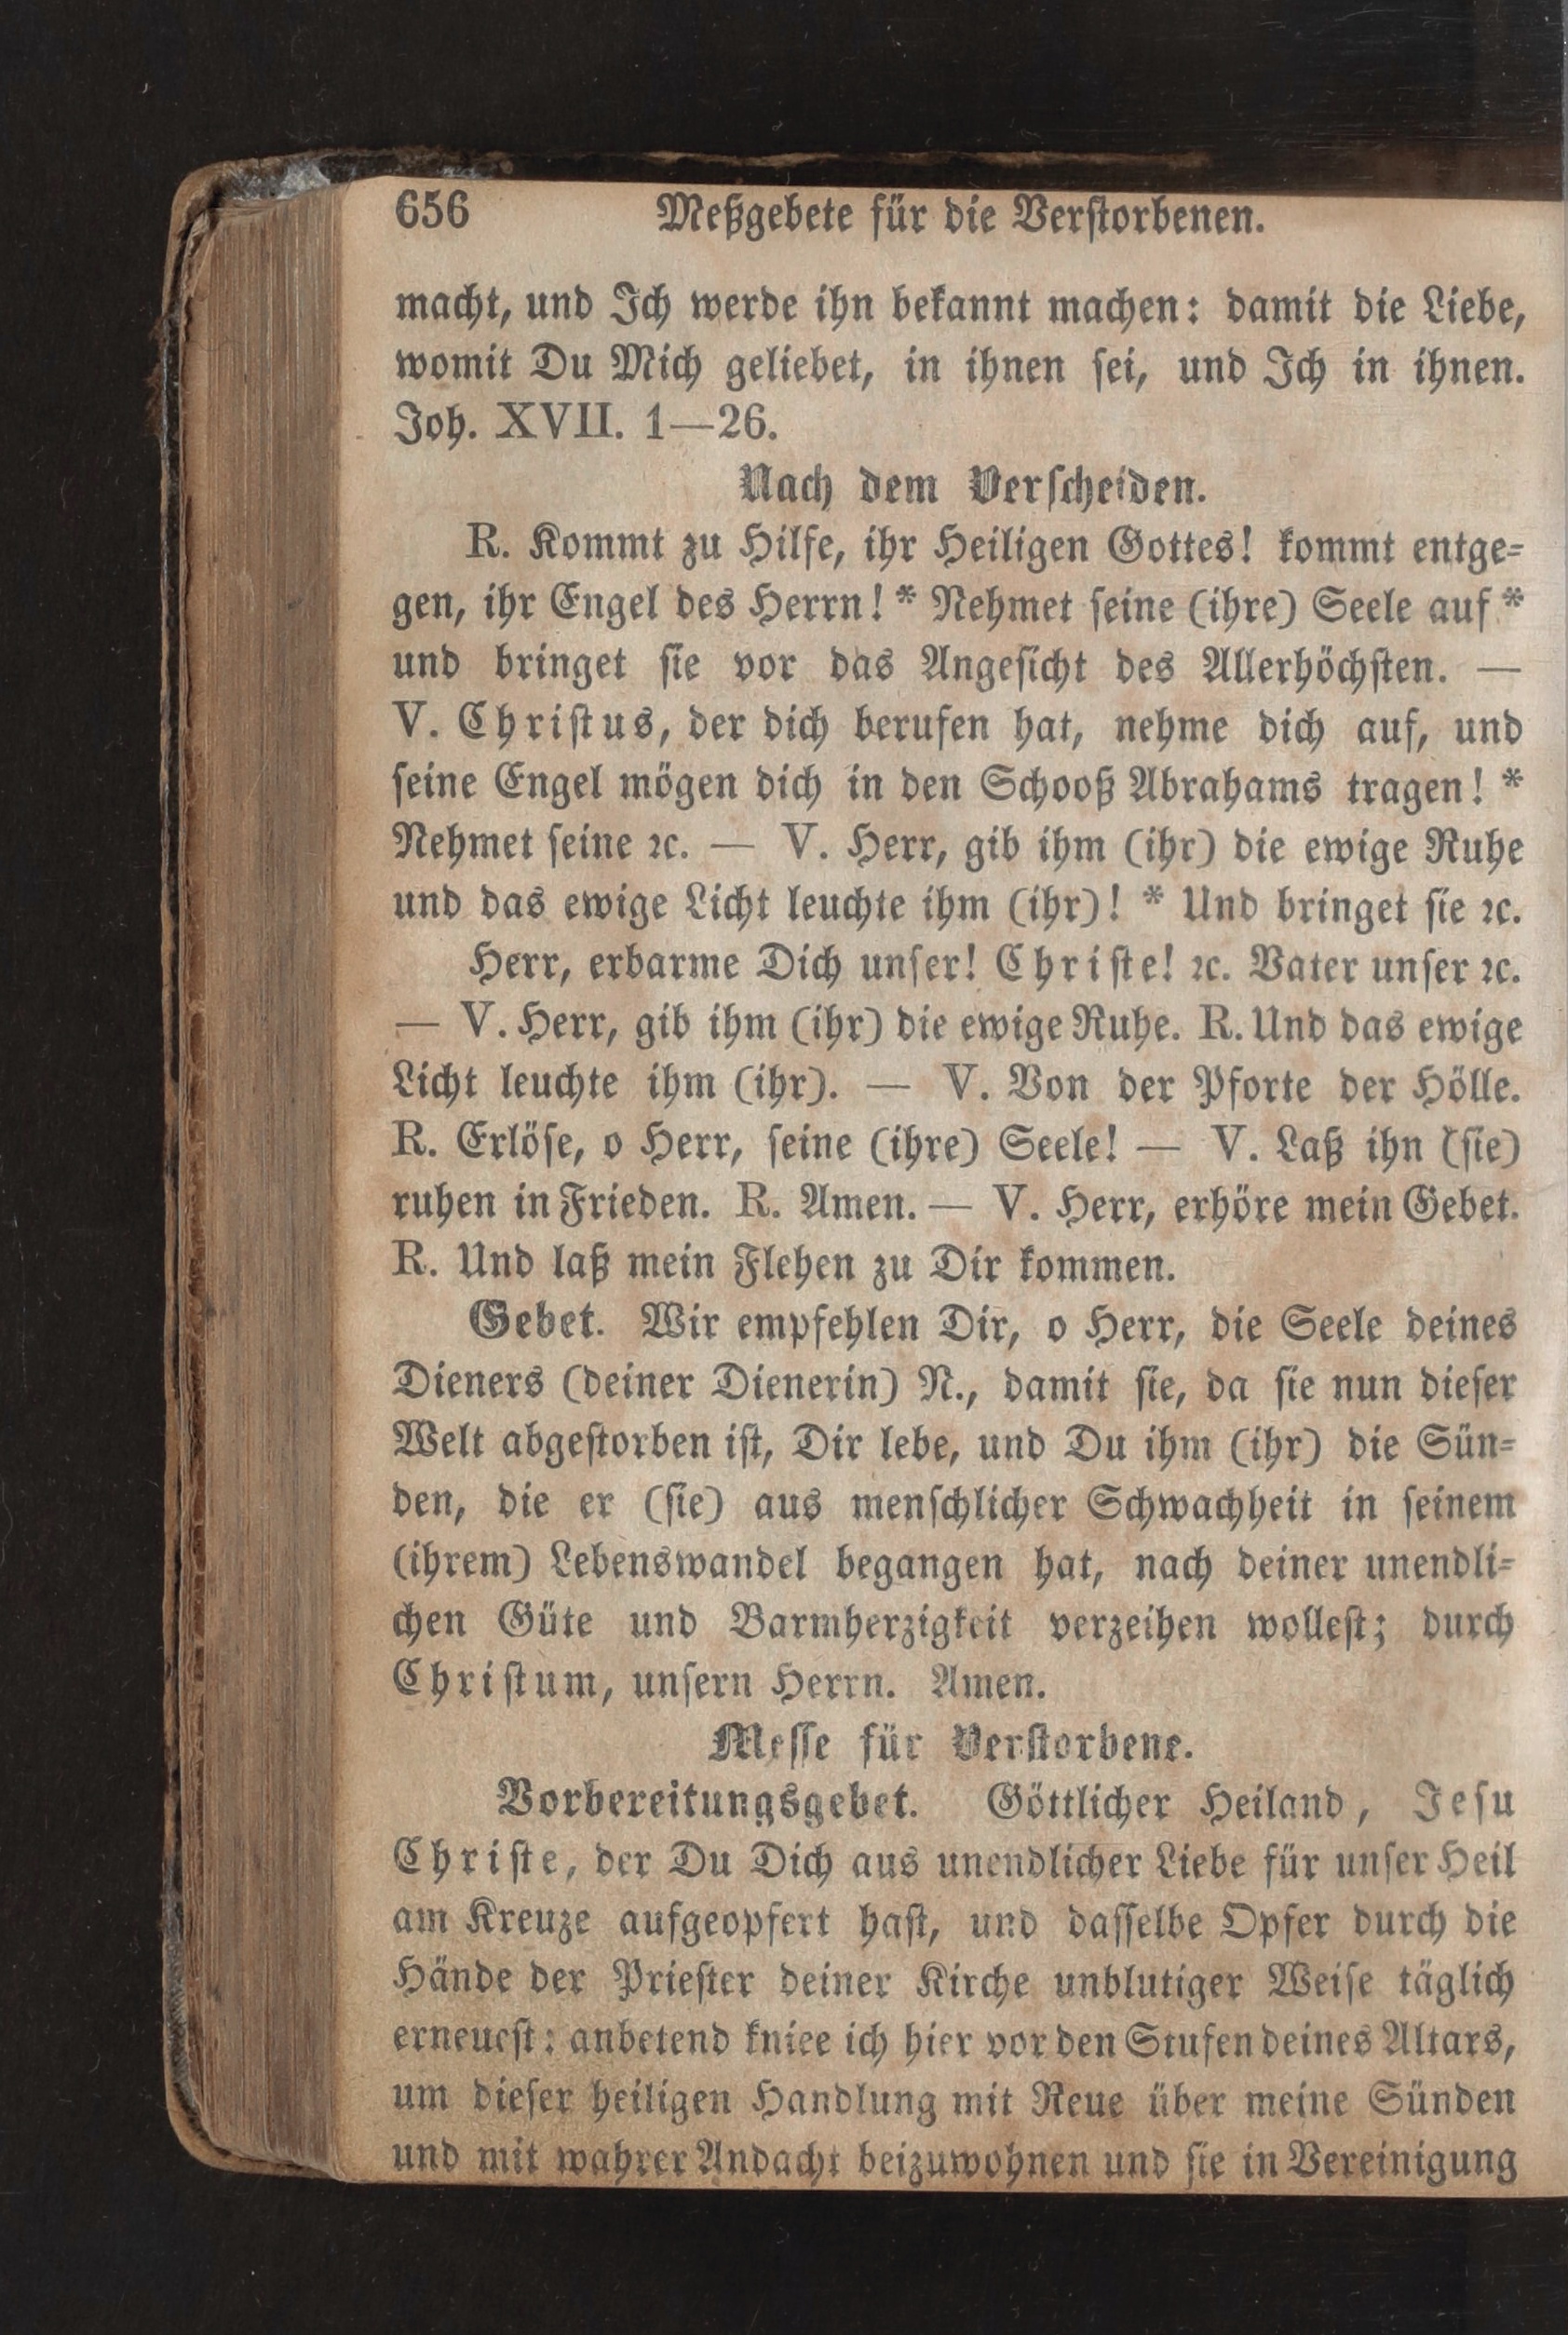 656 Meßgebete für die Verstorbenen.
macht, und Ich werde ihn bekannt machen: damit die Liebe,
womit Du Mich geliebet, in ihnen sei, und Ich in ihnen.
Joh. XVII. 1—26.
Nach dem Verscheiden.
R. Kommt zu Hilfe, ihr Heiligen Gottes! kommt entge-
gen, ihr Engel des Herrn! * Nehmet seine (ihre) Seele auf *
und bringet sie vor das Angesicht des Allerhöchsten. —
V. Christus, der dich berufen hat, nehme dich auf, und
seine Engel mögen dich in den Schooß Abrahams tragen! *
Nehmet seine ꝛc. — V. Herr, gib ihm (ihr) die ewige Ruhe
und das ewige Licht leuchte ihm (ihr)! * Und bringet sie ꝛc.
Herr, erbarme Dich unser! Christe! ꝛc. Vater unser ꝛc.
— V. Herr, gib ihm (ihr) die ewige Ruhe. R. Und das ewige
Licht leuchte ihm (ihr). — V. Von der Pforte der Hölle.
R. Erlöse, o Herr, seine (ihre) Seele! — V. Laß ihn (sie)
ruhen in Frieden. R. Amen. — V. Herr, erhöre mein Gebet.
R. Und laß mein Flehen zu Dir kommen.
Gebet. Wir empfehlen Dir, o Herr, die Seele deines
Dieners (deiner Dienerin) N., damit sie, da sie nun dieser
Welt abgestorben ist, Dir lebe, und Du ihm (ihr) die Sün-
den, die er (sie) aus menschlicher Schwachheit in seinem
(ihrem) Lebenswandel begangen hat, nach deiner unendli-
chen Güte und Barmherzigkeit verzeihen wollest; durch
Christum, unsern Herrn. Amen.
Messe für Verstorbene.
Vorbereitungsgebet. Göttlicher Heiland, Jesu
Christe, der Du Dich aus unendlicher Liebe für unser Heil
am Kreuze aufgeopfert hast, und dasselbe Opfer durch die
Hände der Priester deiner Kirche unblutiger Weise täglich
erneuest: anbetend kniee ich hier vor den Stufen deines Altars,
um dieser heiligen Handlung mit Reue über meine Sünden
und mit wahrer Andacht beizuwohnen und sie in Vereinigung